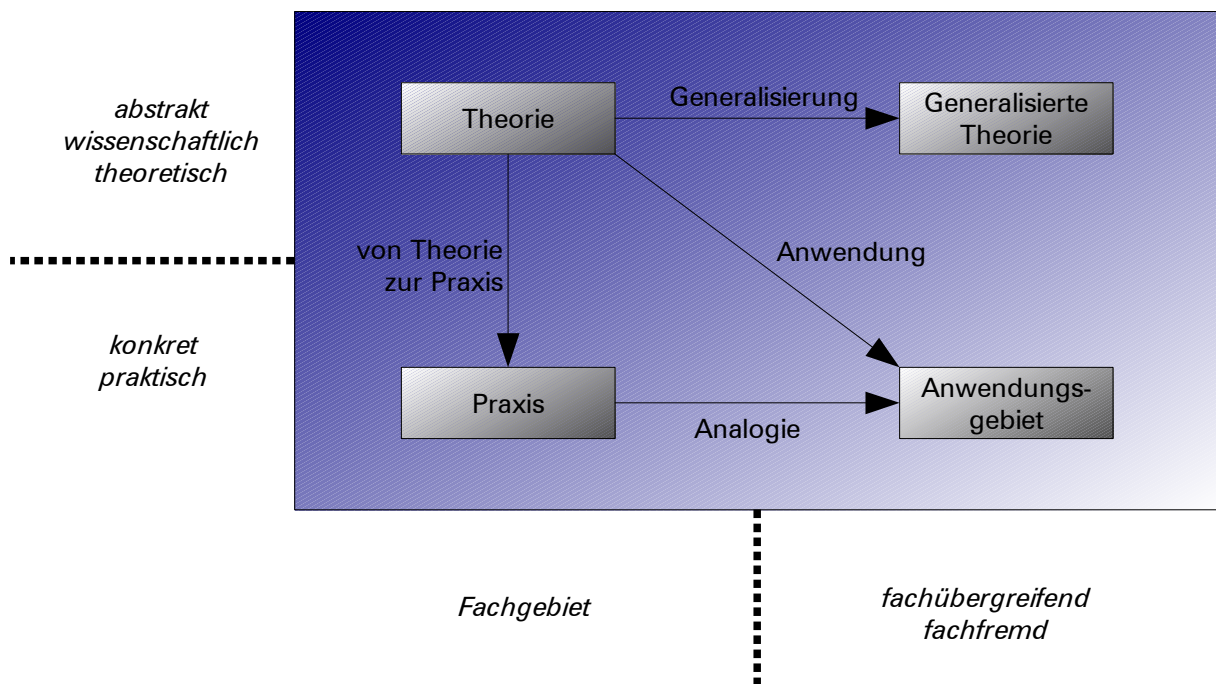 abstrakt
wissenschaftlich
theoretisch
Theorie
Generalisierung
Generalisierte
Theorie
von Theorie
zur Praxis
Anwendung
konkret
praktisch
Praxis
Analogie
Anwendungs-
gebiet
Fachgebiet
fachübergreifend
fachfremd